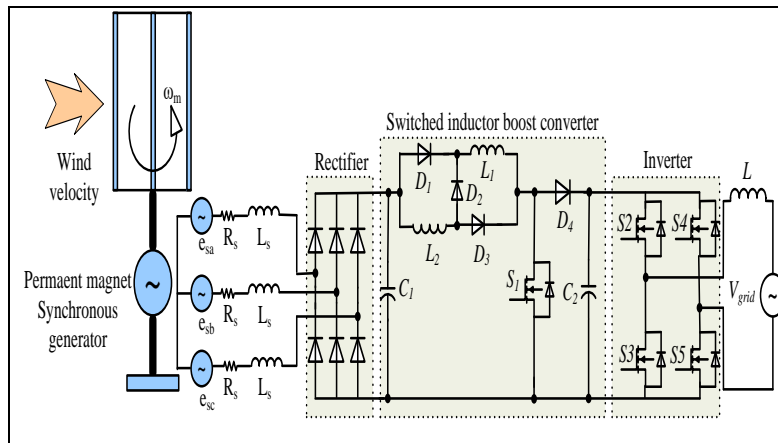 ωm
Wind
velocity
Permaent magnet
Synchronous
generator
esa
Rs
Ls
esb
Rs
Ls
esc
Rs
Ls
Rectifier
Switched inductor boost converter
C1
D1
L1
D2
L2
D3
D4
S1
C2
Inverter
S2
S4
S3
S5
L
Vgrid